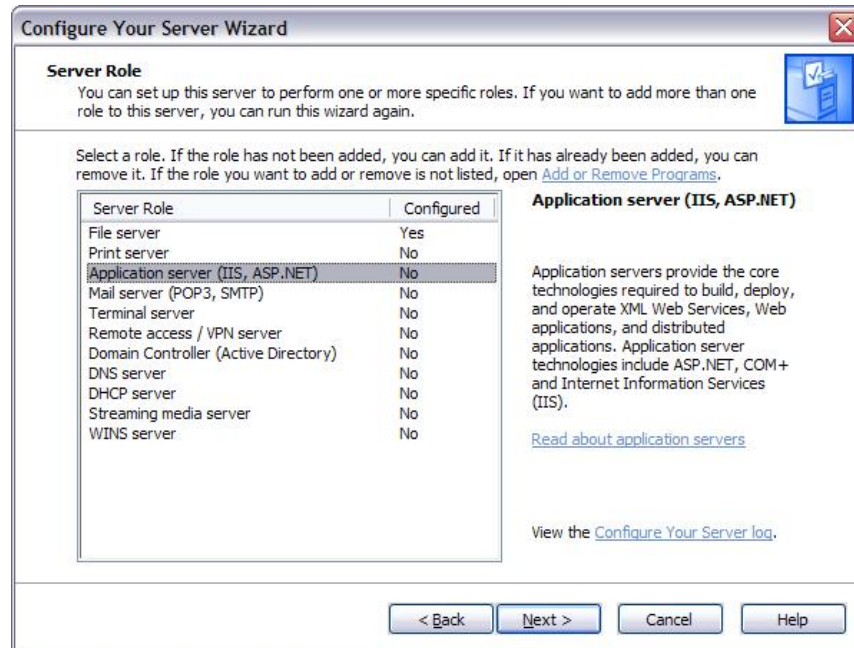 Configure Your Server Wizard
Server Role
You can set up this server to perform one or more specific roles. If you want to add more than one
role to this server, you can run this wizard again.
Select a role. If the role has not been added, you can add it. If it has already been added, you can
remove it. If the role you want to add or remove is not listed, open Add or Remove Programs.
Server Role Configured
File server Yes
Print server No
Application server (IIS, ASP.NET) No
Mail server (POP3, SMTP) No
Terminal server No
Remote access / VPN server No
Domain Controller (Active Directory) No
DNS server No
DHCP server No
Streaming media server No
WINS server No
Application server (IIS, ASP.NET)
Application servers provide the core
technologies required to build, deploy,
and operate XML Web Services, Web
applications, and distributed
applications. Application server
technologies include ASP.NET, COM+
and Internet Information Services
(IIS).
Read about application servers
View the Configure Your Server log.
< Back Next > Cancel Help